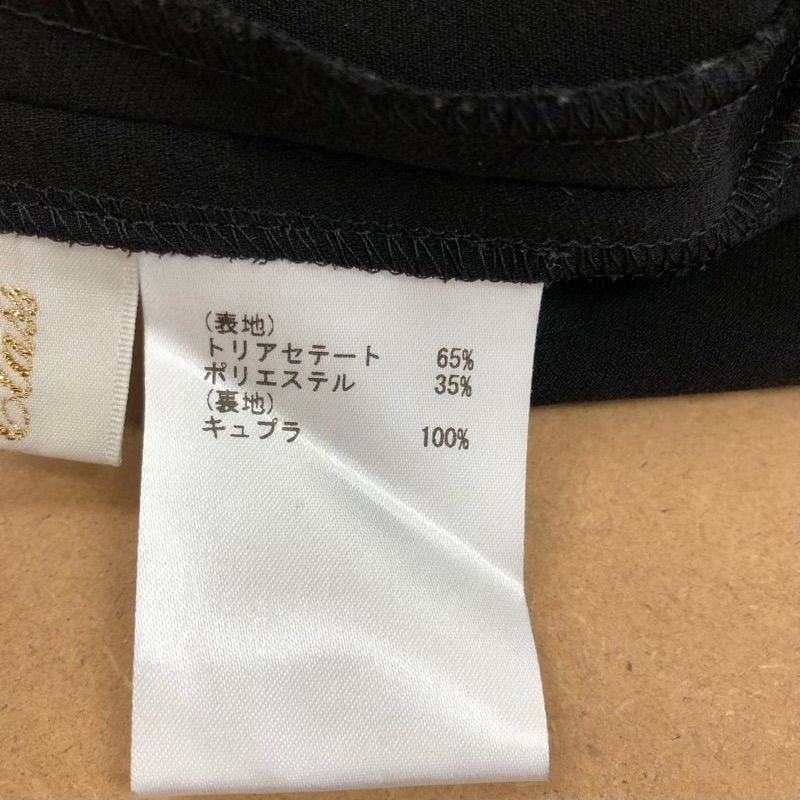 (表地)
トリアセテート 65%
ポリエステル 35%
(裏地)
キュプラ 100%